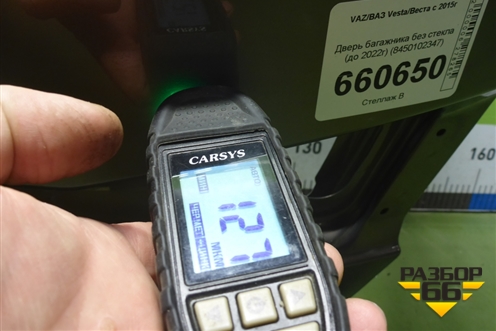 VAZ/ВАЗ Vesta/Веста с 2015г
Дверь багажника без стекла
(до 2022г) (8450102347)
660650
Стеллаж В
130
160
CARSYS
МКМ
РАЗБОР
66